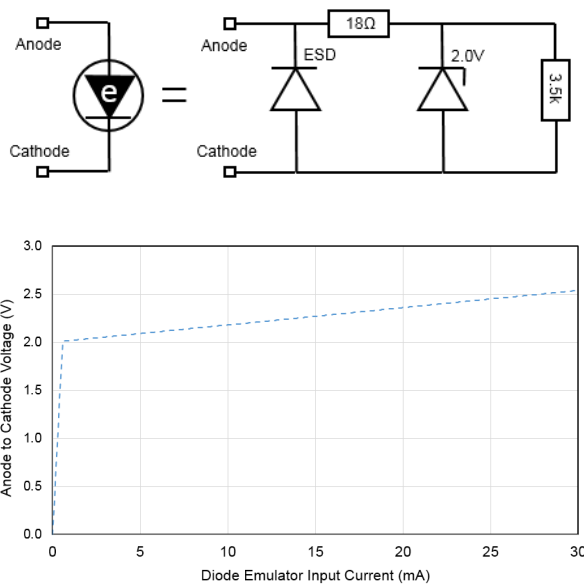 Anode
e
Cathode
=
Anode
18Ω
ESD
2.0V
3.5k
Cathode
Anode to Cathode Voltage (V)
3.0
2.5
2.0
1.5
1.0
0.5
0.0
0 5 10 15 20 25 30
Diode Emulator Input Current (mA)